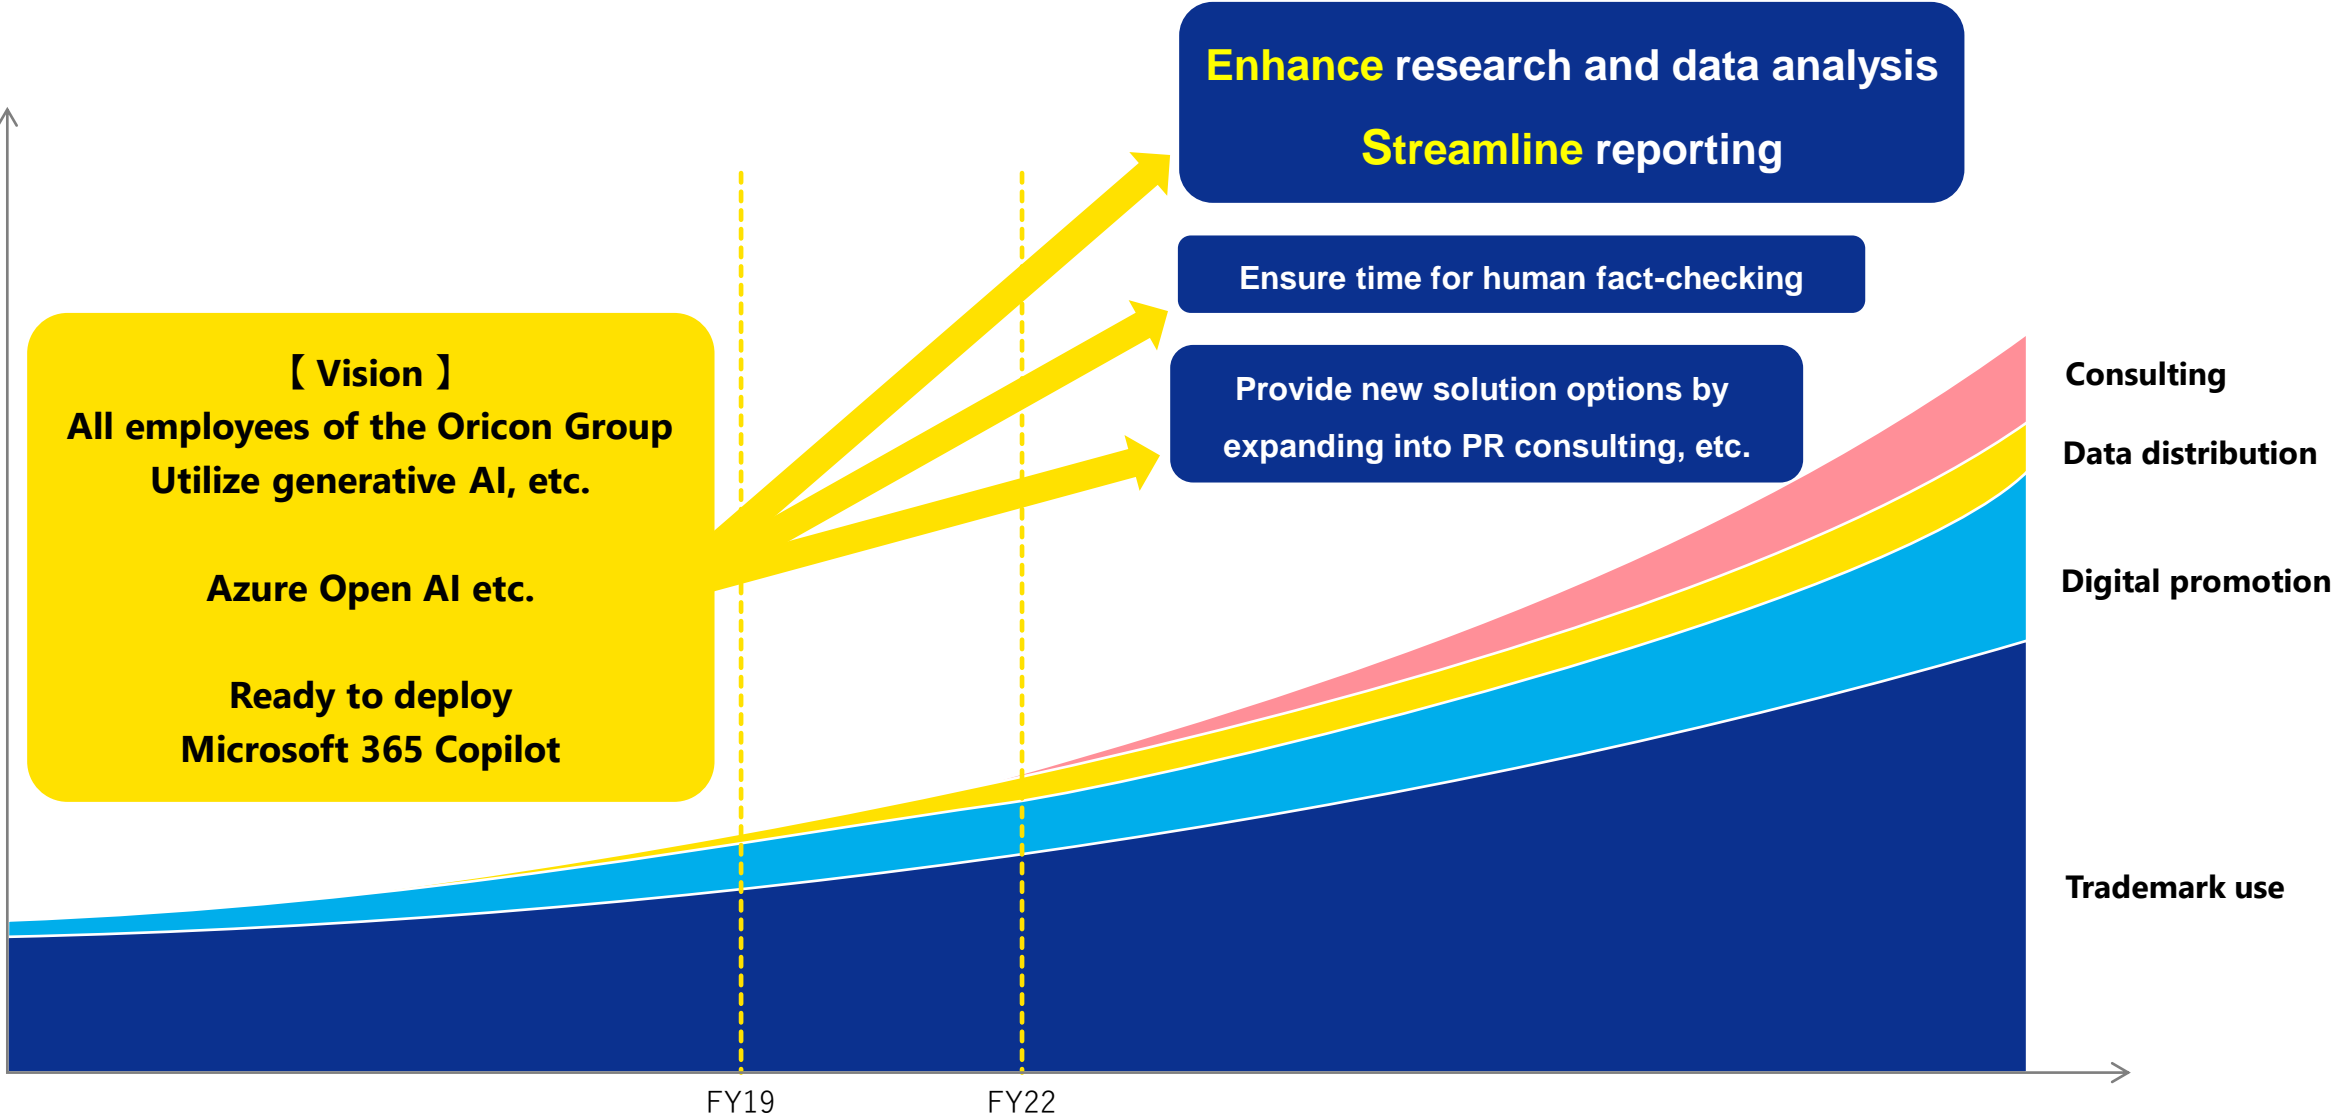 Enhance research and data analysis
Streamline reporting
Ensure time for human fact-checking
Provide new solution options by
expanding into PR consulting, etc.
【 Vision 】
All employees of the Oricon Group
Utilize generative AI, etc.
Azure Open AI etc.
Ready to deploy
Microsoft 365 Copilot
Consulting
Data distribution
Digital promotion
Trademark use
FY19
FY22